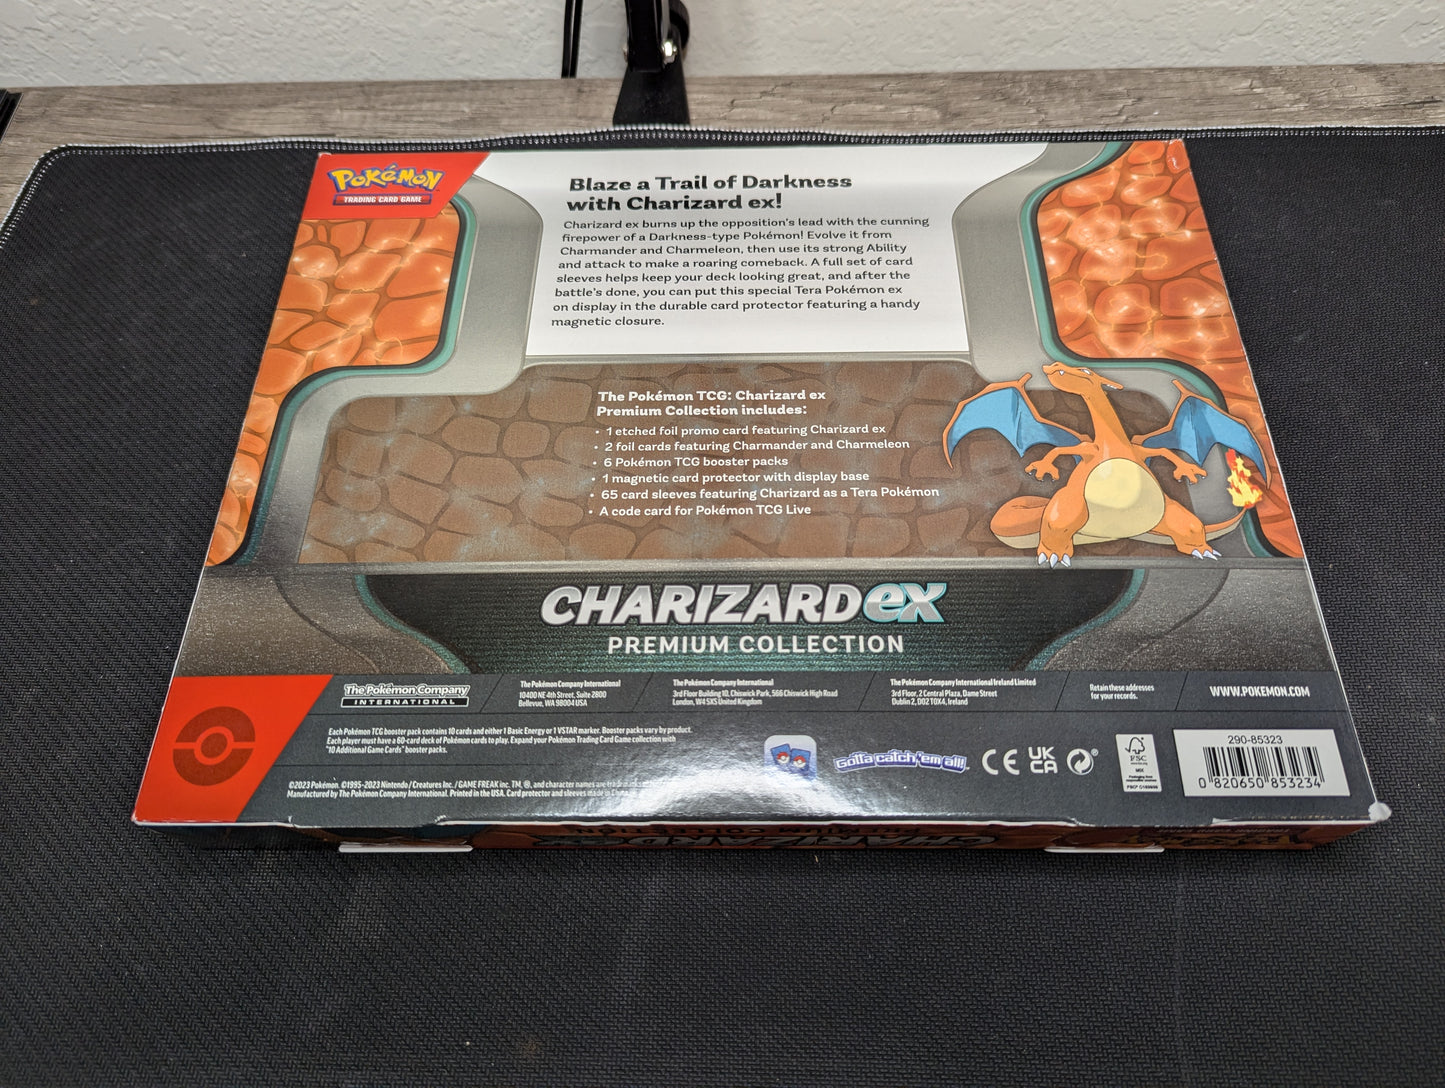 POKÉMON
TRADING CARD GAME
Blaze a Trail of Darkness
with Charizard ex!
Charizard ex burns up the opposition's lead with the cunning
firepower of a Darkness-type Pokémon! Evolve it from
Charmander and Charmeleon, then use its strong Ability
and attack to make a roaring comeback. A full set of card
sleeves helps keep your deck looking great, and after the
battle's done, you can put this special Tera Pokémon ex
on display in the durable card protector featuring a handy
magnetic closure.
The Pokémon TCG: Charizard ex
Premium Collection includes:
• 1 etched foil promo card featuring Charizard ex
• 2 foil cards featuring Charmander and Charmeleon
• 6 Pokémon TCG booster packs
• 1 magnetic card protector with display base
• 65 card sleeves featuring Charizard as a Tera Pokémon
• A code card for Pokémon TCG Live
CHARIZARD ex
PREMIUM COLLECTION
The Pokémon Company
INTERNATIONAL
The Pokémon Company International
10400 NE 4th Street, Suite 2800
Bellevue, WA 98004 USA
The Pokémon Company International
3rd Floor Building 10, Chiswick Park, 566 Chiswick High Road
London, W4 5XS United Kingdom
The Pokémon Company International Ireland Limited
3rd Floor, 2 Central Plaza, Dame Street
Dublin 2, D02 T0X4, Ireland
Retain these addresses
for your records.
WWW.POKEMON.COM
Each Pokémon TCG booster pack contains 10 cards and either 1 Basic Energy or 1 VSTAR marker. Booster packs vary by product.
Each player must have a 60-card deck of Pokémon cards to play. Expand your Pokémon Trading Card Game collection with
"10 Additional Game Cards" booster packs.
©2023 Pokémon. ©1995-2023 Nintendo / Creatures Inc. / GAME FREAK inc. TM, ®, and character names are trademarks
Manufactured by The Pokémon Company International. Printed in the USA. Card protector and sleeves made in
Gotta catch 'em all!
CE
UK
CA
FSC
MIX
290-85323
0 820650 853234
PREMIUM COLLECTION
CHARIZARD ex